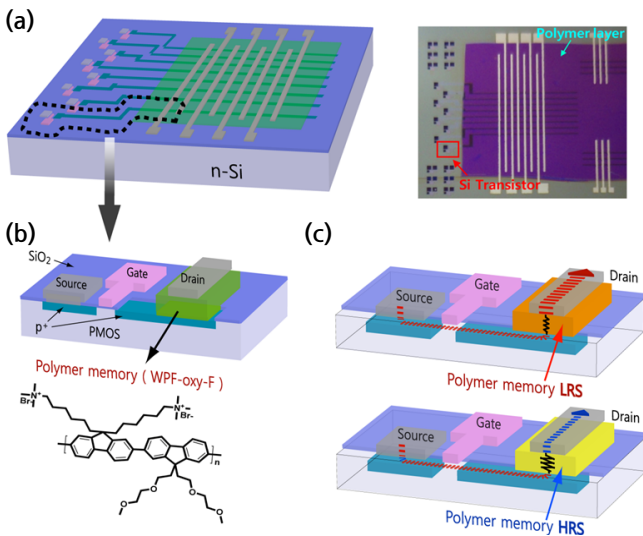 (a)
n-Si
Polymer layer
Si Transistor
(b)
SiO2
Source
Gate
Drain
p+
PMOS
Polymer memory ( WPF-oxy-F)
N+
Br-
N+
Br-
n
O
O
O
O
(c)
Source
Gate
Drain
Polymer memory LRS
Source
Gate
Drain
Polymer memory HRS